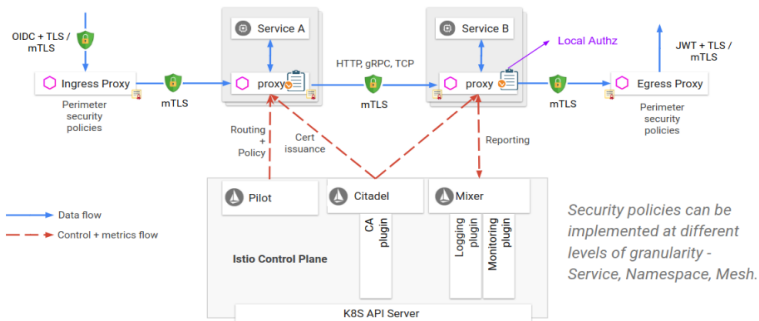 OIDC + TLS /
mTLS
Service A
Service B
Local Authz
JWT + TLS /
mTLS
HTTP, gRPC, TCP
Ingress Proxy
mTLS
proxy
mTLS
proxy
mTLS
Egress Proxy
Perimeter
security
policies
Perimeter
security
policies
Routing
+
Policy
Cert
issuance
Reporting
Pilot
Citadel
Mixer
Data flow
Control + metrics flow
CA
plugin
Logging
plugin
Monitoring
plugin
Istio Control Plane
K8S API Server
Security policies can be
implemented at different
levels of granularity -
Service, Namespace, Mesh.